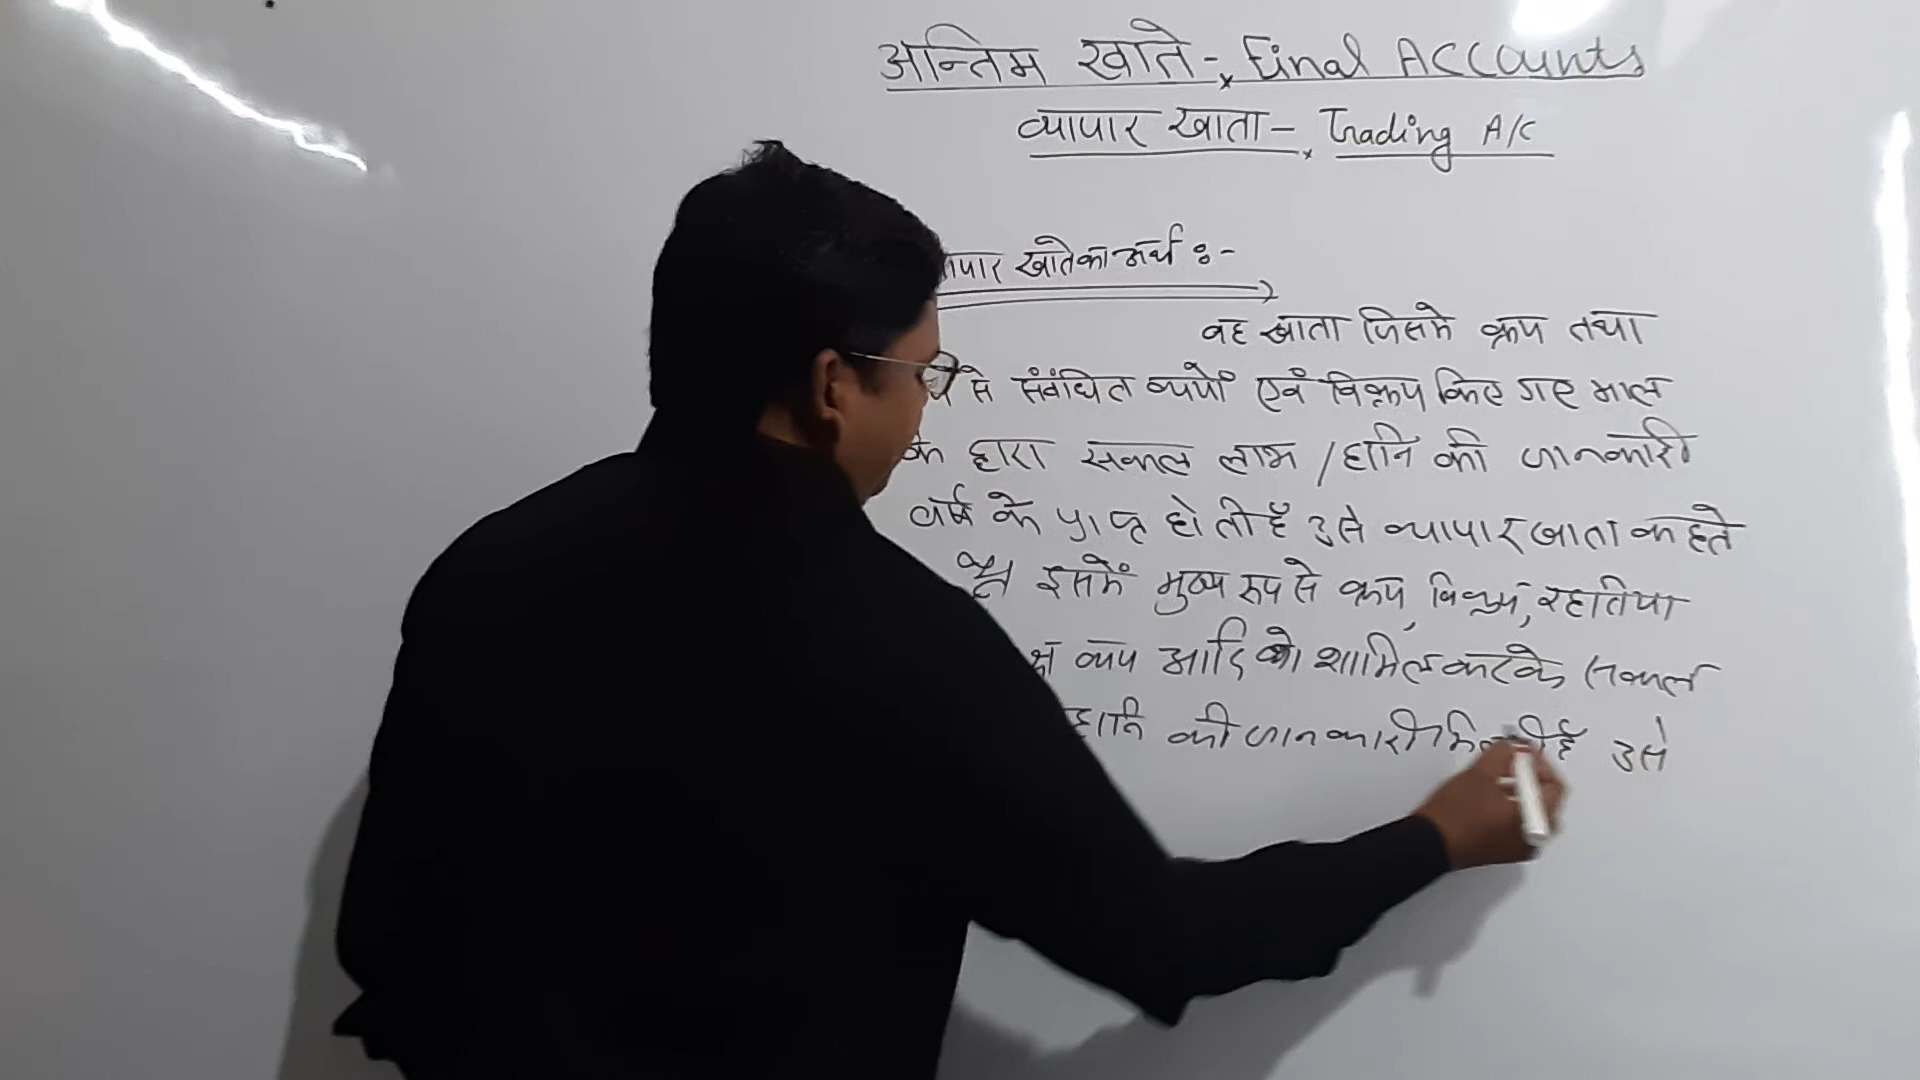 अन्तिम खाते - Final Accounts
व्यापार खाता - Trading A/C
खाते का अर्थ :-
वह खाता जिसमे क्रय तथा
से संबंधित व्ययों एवं विक्रय किए गए माल
के द्वारा सकल लाभ / हानि की जानकारी
वर्ष के प्राप्त होती है उसे व्यापार खाता कहते
इसमें मुख्य रूप से क्रय, विक्रय, रहतिया
व्यय आदि को शामिल करके सकल
हानि की जानकारी है उसे